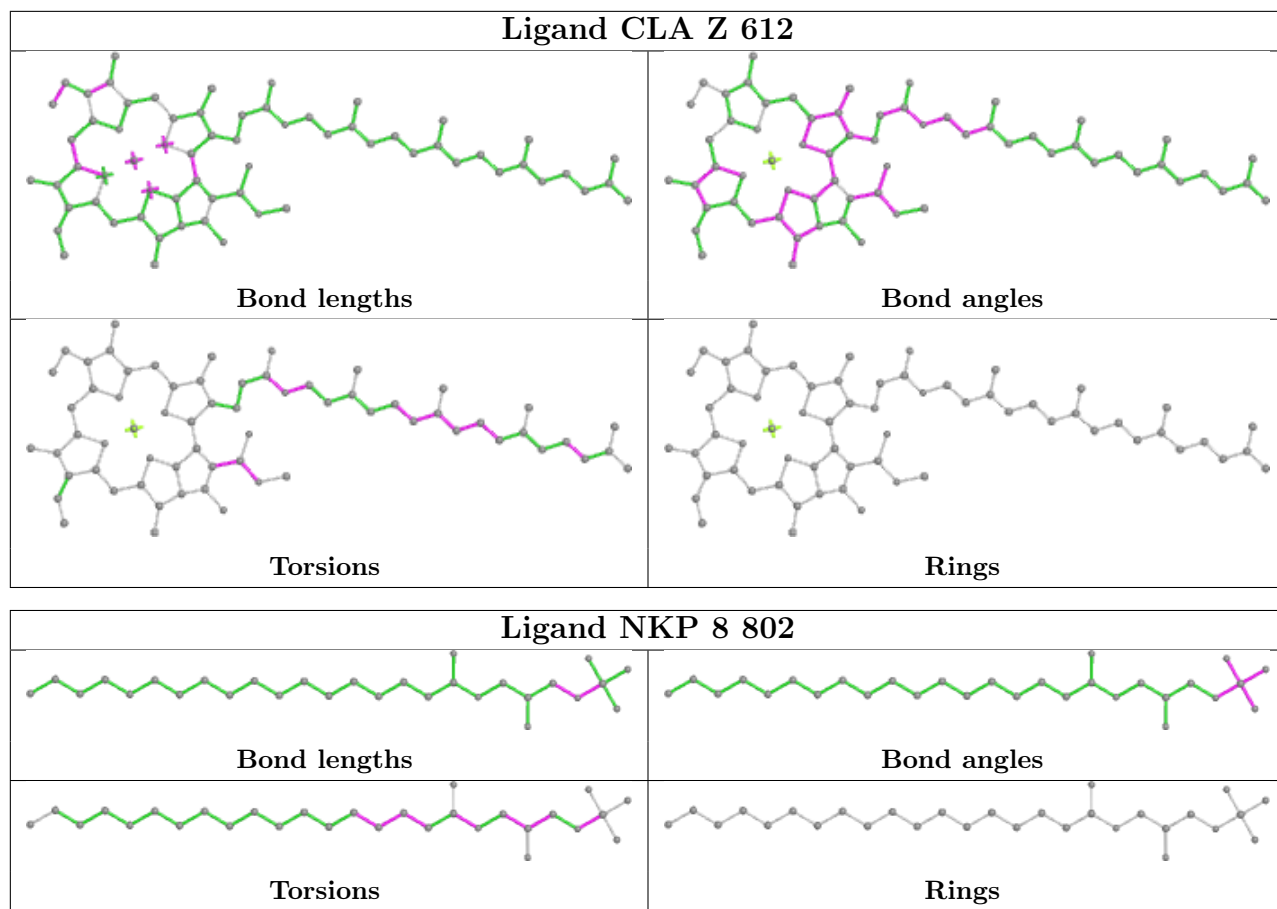 Ligand CLA Z 612
Bond lengths
Bond angles
Torsions
Rings
Ligand NKP 8 802
Bond lengths
Bond angles
Torsions
Rings